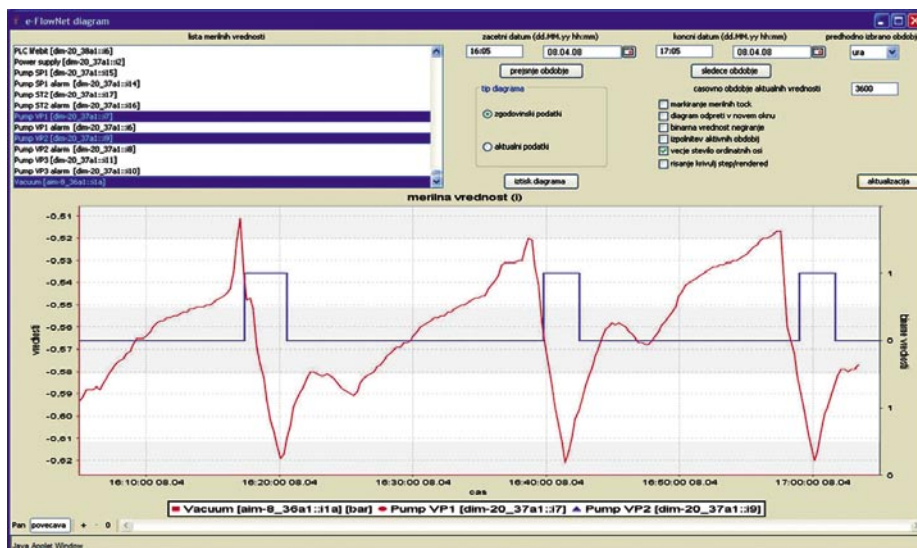 e-FlowNet diagram
lista merilnih vrednosti
PLC lifebit [dim-20_38a1::i6]
Power supply [dim-20_37a1::i2]
Pump SP1 [dim-20_37a1::i15]
Pump SP1 alarm [dim-20_37a1::i14]
Pump ST2 [dim-20_37a1::i17]
Pump ST2 alarm [dim-20_37a1::i16]
Pump VP1 [dim-20_37a1::i7]
Pump VP1 alarm [dim-20_37a1::i6]
Pump VP2 [dim-20_37a1::i9]
Pump VP2 alarm [dim-20_37a1::i8]
Pump VP3 [dim-20_37a1::i11]
Pump VP3 alarm [dim-20_37a1::i10]
Vacuum [aim-8_36a1::i1a]
zacetni datum (dd.MM.yy hh:mm)
16:05 08.04.08
prejsnje obdobje
koncni datum (dd.MM.yy hh:mm)
17:05 08.04.08
sledece obdobje
predhodno izbrano obdobje
ura
tip diagrama
zgodovinski podatki
aktualni podatki
iztisk diagrama
casovno obdobje aktualnih vrednosti 3600
markiranje merilnih tock
diagram odpreti v novem oknu
binarna vrednost negiranje
izpolnitev aktivnih obdobij
vecje stevilo ordinatnih osi
risanje krivulj step/rendered
aktualizacija
merilna vrednost (i)
-0,51
-0,52
-0,53
-0,54
-0,55
-0,56
-0,57
-0,58
-0,59
-0,60
-0,61
-0,62
vrednosti
1
0
1
0
binarne vrednosti
16:10:00 08.04 16:20:00 08.04 16:30:00 08.04 16:40:00 08.04 16:50:00 08.04 17:00:00 08.04
cas
Vacuum [aim-8_36a1::i1a] [bar] Pump VP1 [dim-20_37a1::i7] Pump VP2 [dim-20_37a1::i9]
Pan povecava + - 0
Java Applet Window